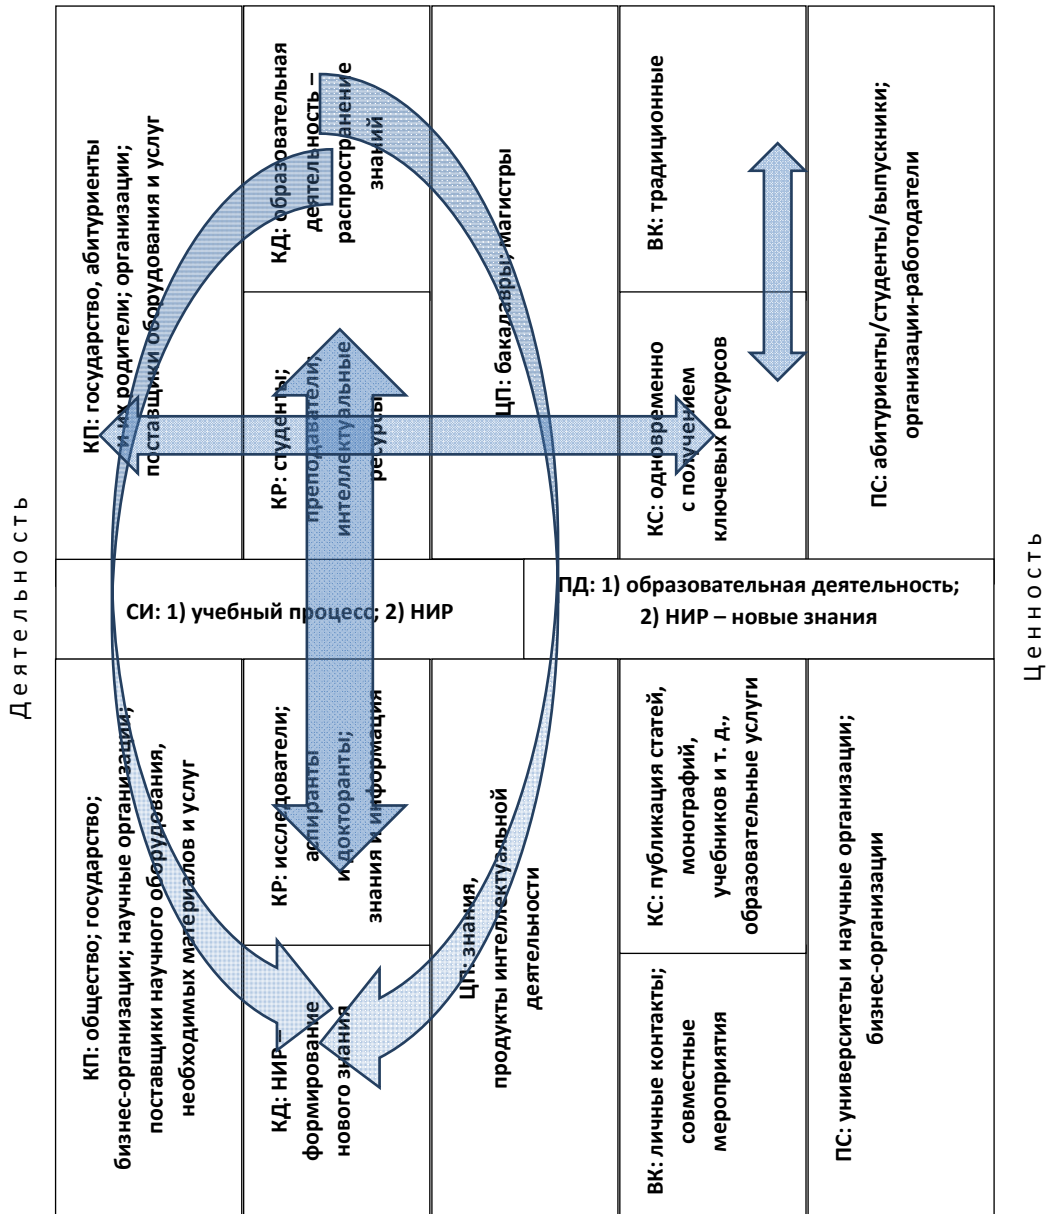 Деятельность
КП: государство, абитуриенты
и их родители; организации;
поставщики оборудования и услуг
КД: образовательная
деятельность –
распространение
знаний
КР: студенты;
преподаватели;
интеллектуальные
ресурсы
ЦП: бакалавры; магистры
ВК: традиционные
КС: одновременно
с получением
ключевых ресурсов
ПС: абитуриенты/студенты/выпускники;
организации-работодатели
СИ: 1) учебный процесс; 2) НИР
ПД: 1) образовательная деятельность;
2) НИР – новые знания
КП: общество; государство;
бизнес-организации; научные организации;
поставщики научного оборудования,
необходимых материалов и услуг
КР: исследователи;
аспиранты
и докторанты;
знания и информация
КД: НИР –
формирование
нового знания
ЦП: знания,
продукты интеллектуальной
деятельности
КС: публикация статей,
монографий,
учебников и т. д.,
образовательные услуги
ВК: личные контакты;
совместные
мероприятия
ПС: университеты и научные организации;
бизнес-организации
Ценность